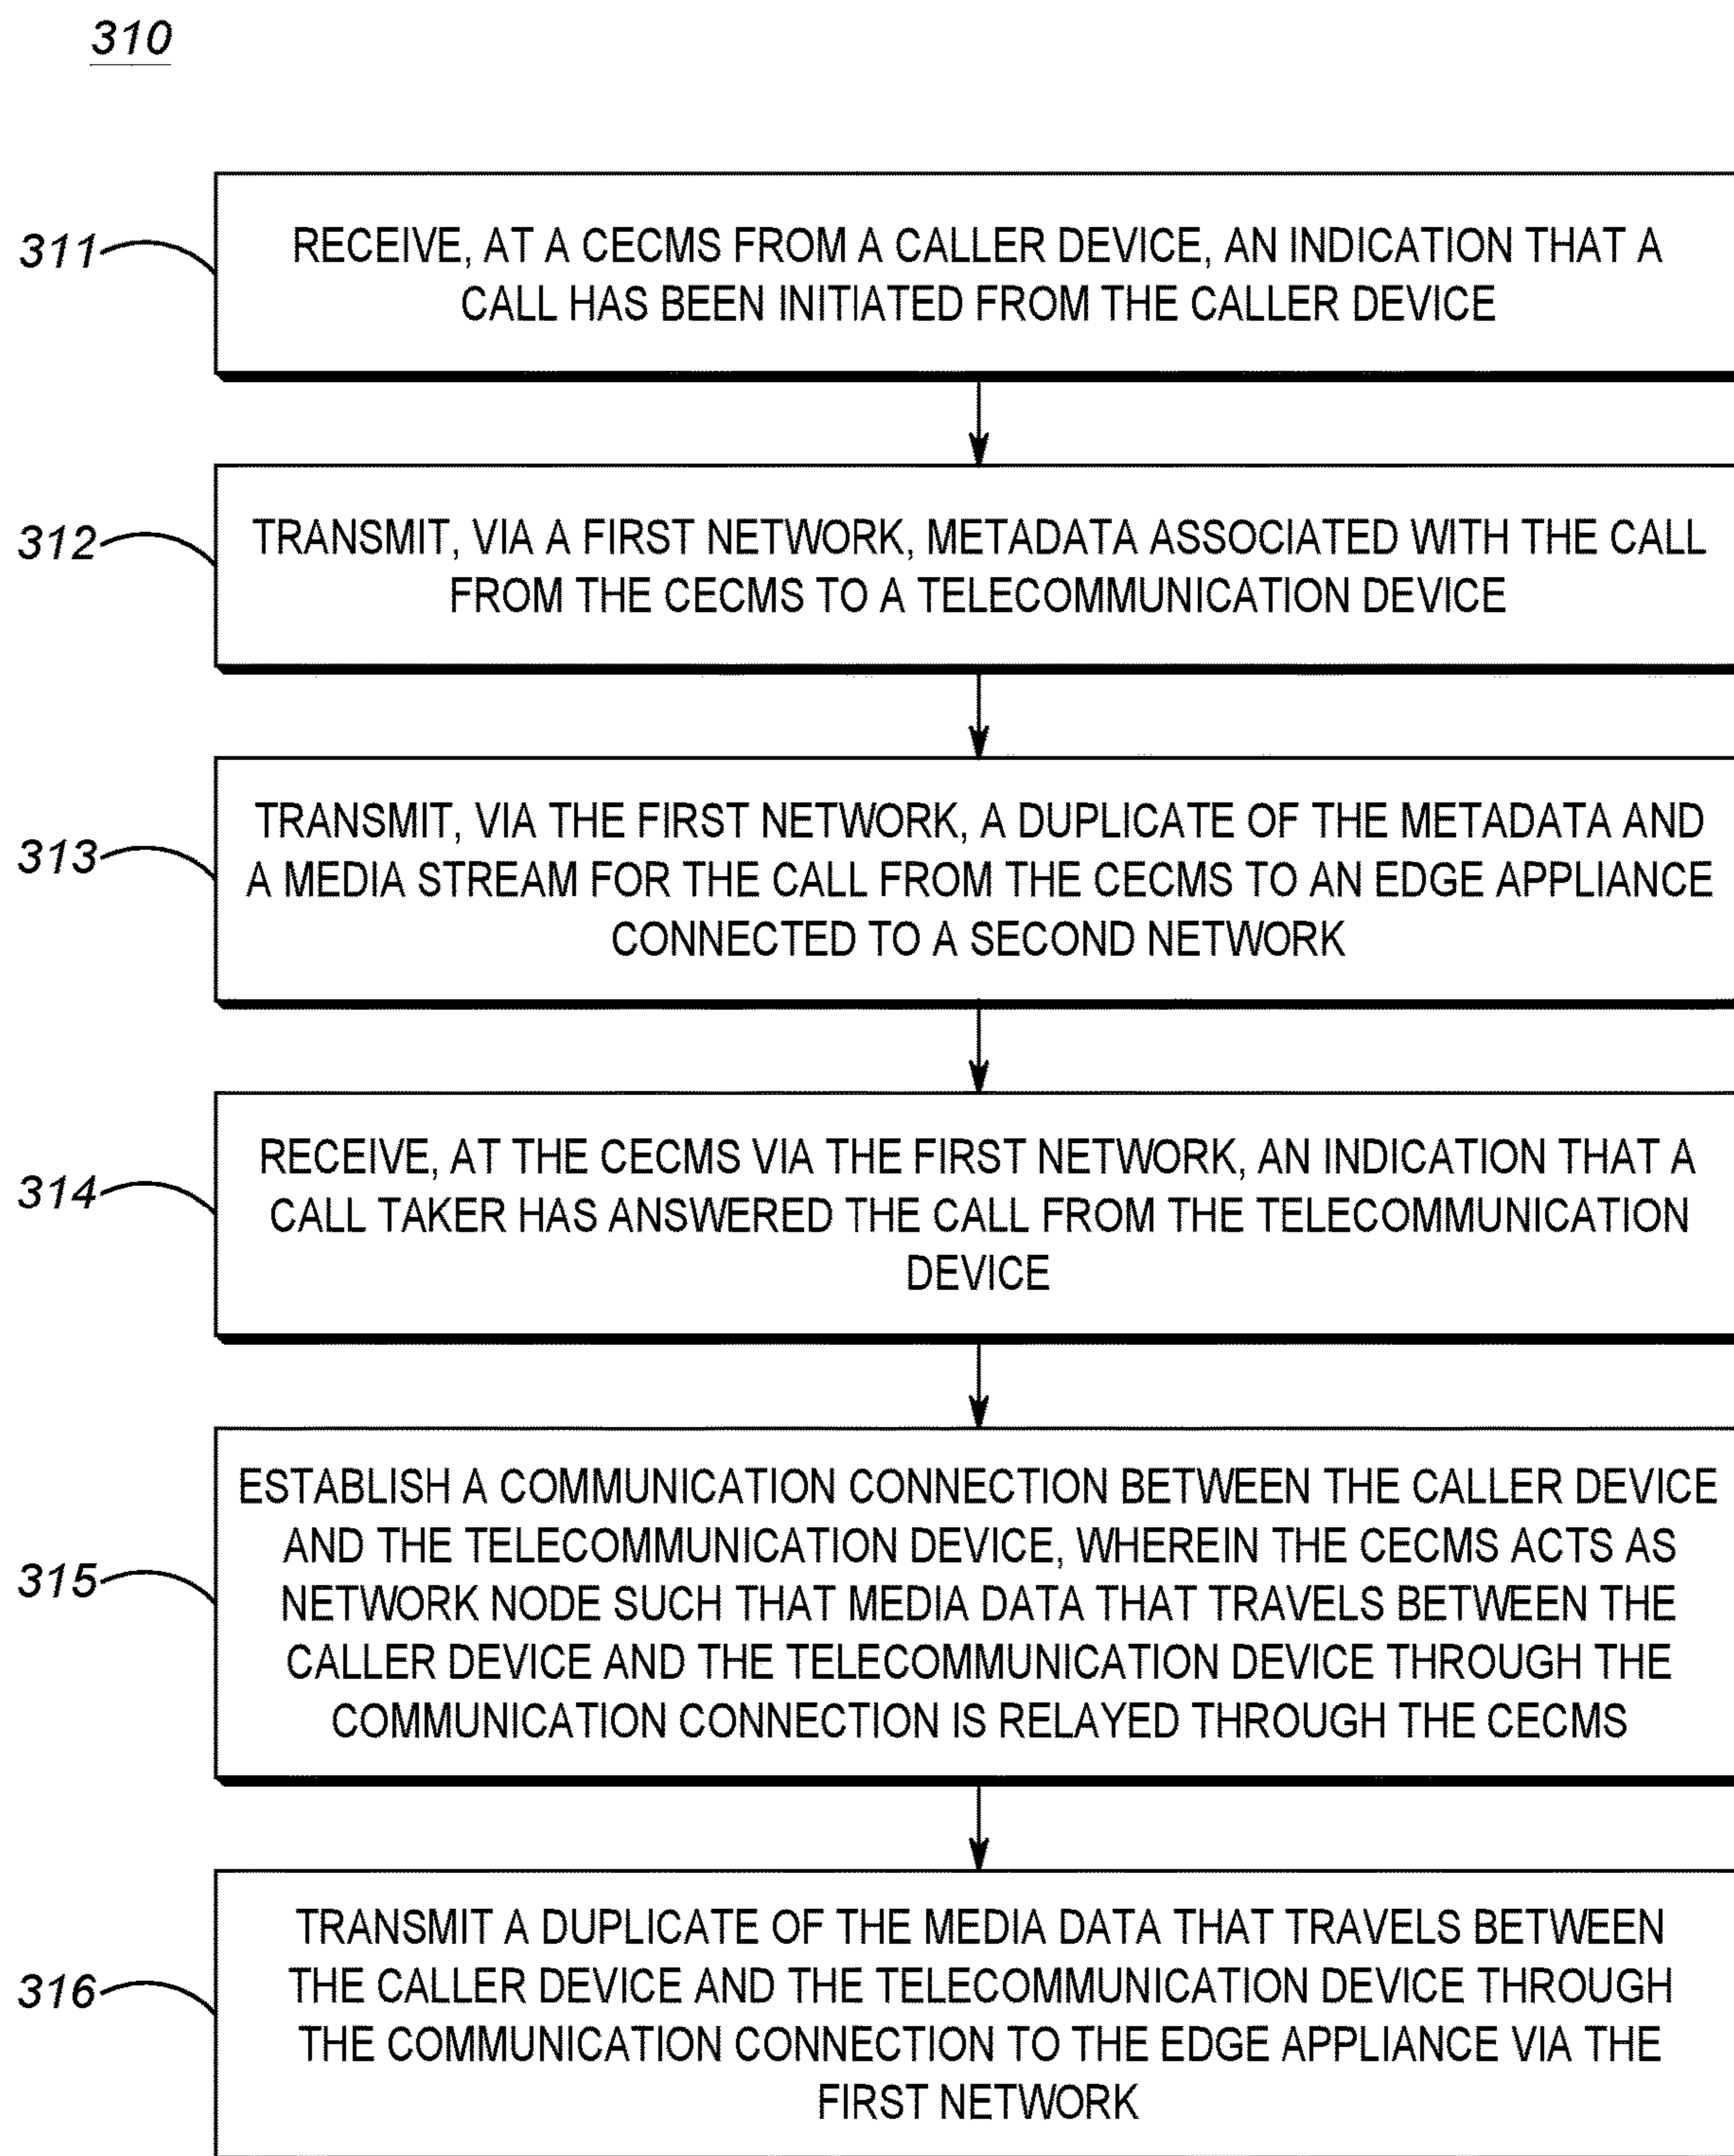 310
311
RECEIVE, AT A CECMS FROM A CALLER DEVICE, AN INDICATION THAT A
CALL HAS BEEN INITIATED FROM THE CALLER DEVICE
312
TRANSMIT, VIA A FIRST NETWORK, METADATA ASSOCIATED WITH THE CALL
FROM THE CECMS TO A TELECOMMUNICATION DEVICE
313
TRANSMIT, VIA THE FIRST NETWORK, A DUPLICATE OF THE METADATA AND
A MEDIA STREAM FOR THE CALL FROM THE CECMS TO AN EDGE APPLIANCE
CONNECTED TO A SECOND NETWORK
314
RECEIVE, AT THE CECMS VIA THE FIRST NETWORK, AN INDICATION THAT A
CALL TAKER HAS ANSWERED THE CALL FROM THE TELECOMMUNICATION
DEVICE
315
ESTABLISH A COMMUNICATION CONNECTION BETWEEN THE CALLER DEVICE
AND THE TELECOMMUNICATION DEVICE, WHEREIN THE CECMS ACTS AS
NETWORK NODE SUCH THAT MEDIA DATA THAT TRAVELS BETWEEN THE
CALLER DEVICE AND THE TELECOMMUNICATION DEVICE THROUGH THE
COMMUNICATION CONNECTION IS RELAYED THROUGH THE CECMS
316
TRANSMIT A DUPLICATE OF THE MEDIA DATA THAT TRAVELS BETWEEN
THE CALLER DEVICE AND THE TELECOMMUNICATION DEVICE THROUGH
THE COMMUNICATION CONNECTION TO THE EDGE APPLIANCE VIA THE
FIRST NETWORK